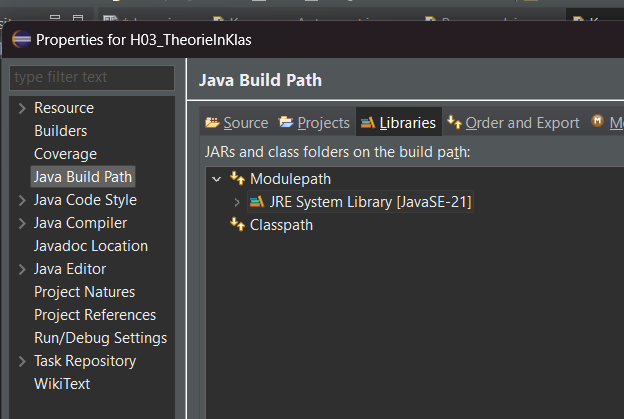 Properties for H03_TheorieInKlas
type filter text
Resource
Builders
Coverage
Java Build Path
Java Code Style
Java Compiler
Javadoc Location
Java Editor
Project Natures
Project References
Run/Debug Settings
Task Repository
WikiText
Java Build Path
Source Projects Libraries Order and Export
JARs and class folders on the build path:
Modulepath
JRE System Library [JavaSE-21]
Classpath